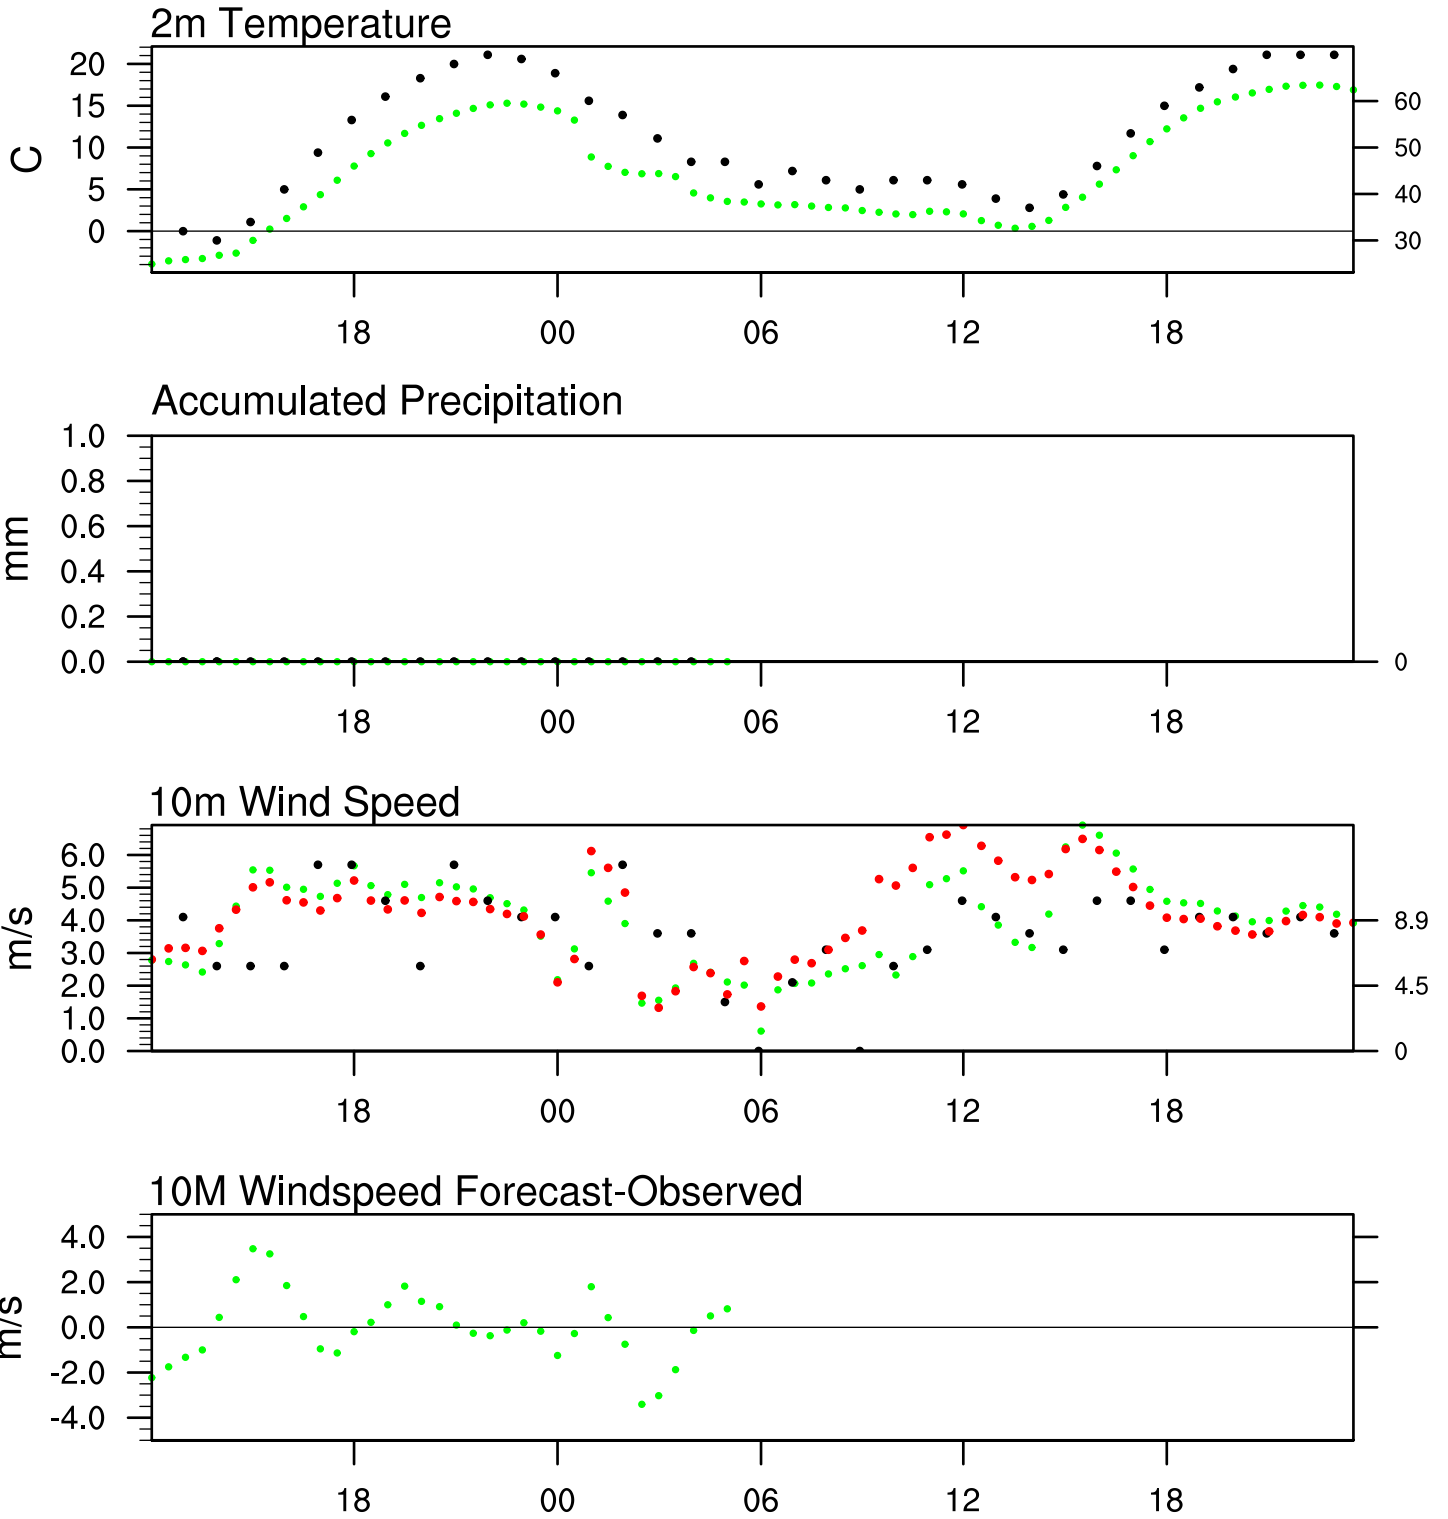 2m Temperature
20
15
10
5
0
C
60
50
40
30
18 00 06 12 18
Accumulated Precipitation
1.0
0.8
0.6
0.4
0.2
0.0
mm
0
18 00 06 12 18
10m Wind Speed
6.0
5.0
4.0
3.0
2.0
1.0
0.0
m/s
8.9
4.5
0
18 00 06 12 18
10M Windspeed Forecast-Observed
4.0
2.0
0.0
-2.0
-4.0
m/s
18 00 06 12 18